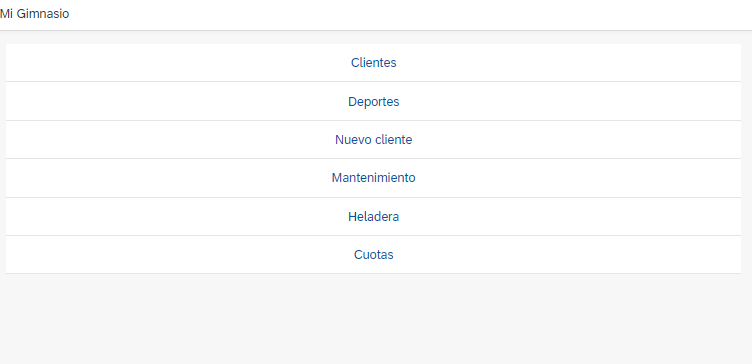 Mi Gimnasio
Clientes
Deportes
Nuevo cliente
Mantenimiento
Heladera
Cuotas